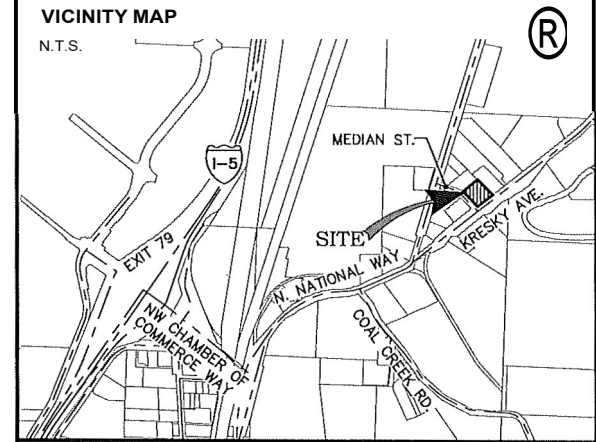 VICINITY MAP
N.T.S.
®
MEDIAN ST.
I-5
SITE
KRESKY AVE.
EXIT 79
N. NATIONAL WAY
NW CHAMBER OF
COMMERCE WAY
COAL CREEK RD.